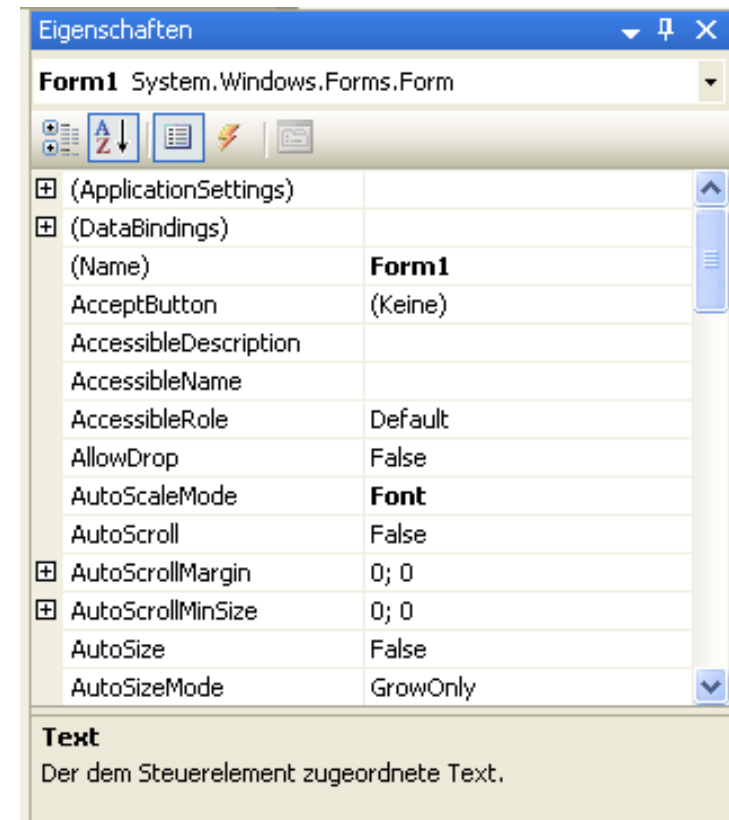 Eigenschaften
Form1 System.Windows.Forms.Form
A
Z
(ApplicationSettings)
(DataBindings)
(Name) Form1
AcceptButton (Keine)
AccessibleDescription
AccessibleName
AccessibleRole Default
AllowDrop False
AutoScaleMode Font
AutoScroll False
AutoScrollMargin 0; 0
AutoScrollMinSize 0; 0
AutoSize False
AutoSizeMode GrowOnly
Text
Der dem Steuerelement zugeordnete Text.